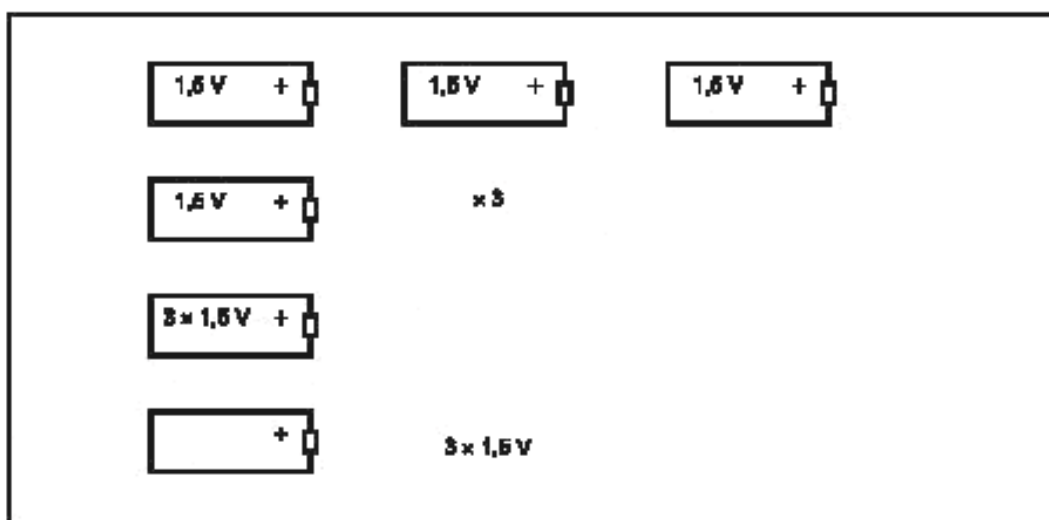 1,5 V + 1,5 V + 1,5 V +
1,5 V + × 3
3 × 1,5 V +
+ 3 × 1,5 V